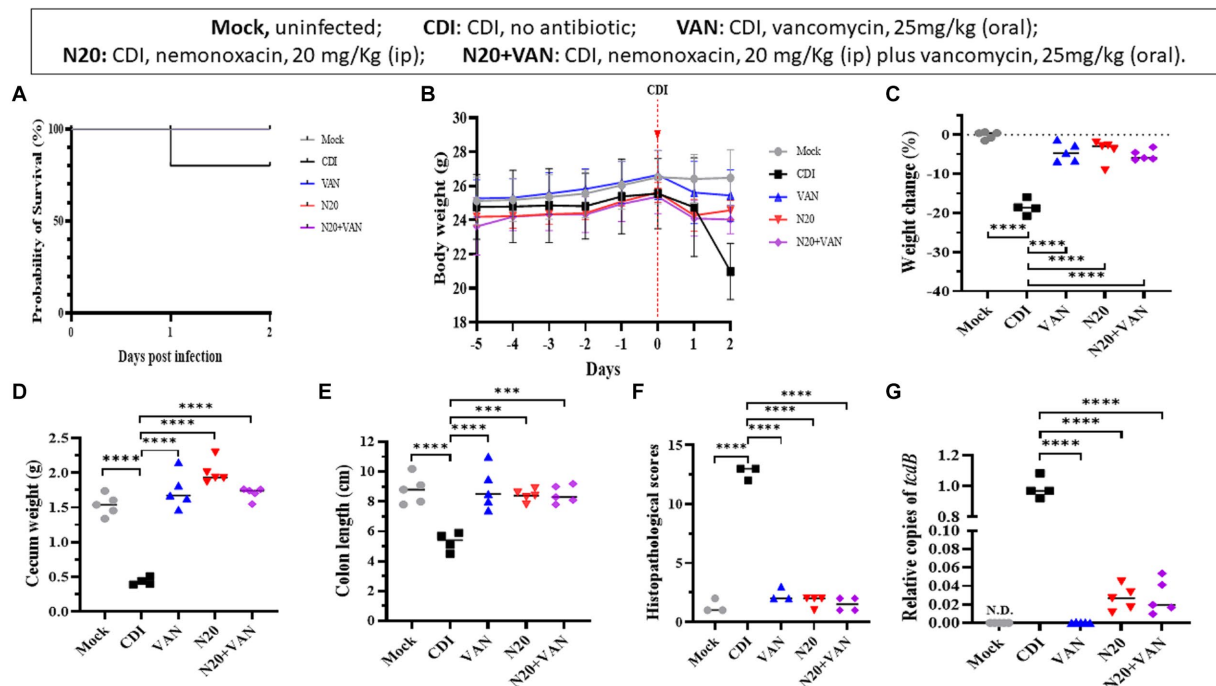 Mock, uninfected; CDI: CDI, no antibiotic; VAN: CDI, vancomycin, 25mg/kg (oral);
N20: CDI, nemonoxacin, 20 mg/Kg (ip); N20+VAN: CDI, nemonoxacin, 20 mg/Kg (ip) plus vancomycin, 25mg/kg (oral).
A
Probability of Survival (%)
100
50
0
0 1 2
Days post infection
Mock
CDI
VAN
N20
N20+VAN
B
CDI
Body weight (g)
28
26
24
22
20
18
-5 -4 -3 -2 -1 0 1 2
Days
Mock
CDI
VAN
N20
N20+VAN
C
Weight change (%)
0
-10
-20
-30
-40
****
****
****
****
Mock CDI VAN N20 N20+VAN
D
Cecum weight (g)
2.5
2.0
1.5
1.0
0.5
0.0
****
****
****
****
Mock CDI VAN N20 N20+VAN
E
Colon length (cm)
12
10
8
6
4
2
0
***
***
****
****
Mock CDI VAN N20 N20+VAN
F
Histopathological scores
15
10
5
0
****
****
****
****
Mock CDI VAN N20 N20+VAN
G
Relative copies of tcdB
1.2
1.0
0.06
0.04
0.02
0.00
****
****
****
N.D.
Mock CDI VAN N20 N20+VAN